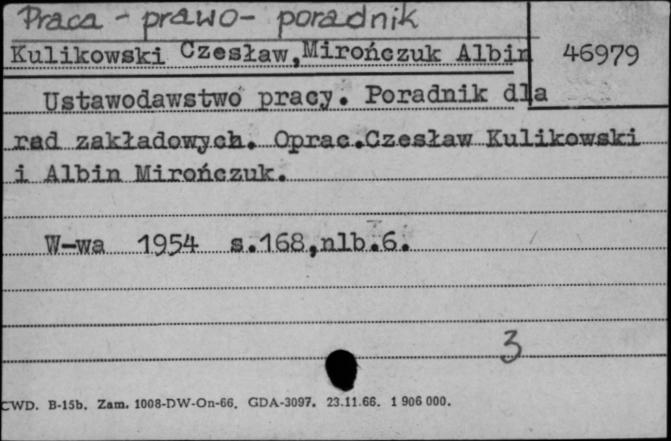 Praca - prawo - poradnik
Kulikowski Czesław, Mirończuk Albin
46979
Ustawodawstwo pracy. Poradnik dla
rad zakładowych. Oprac. Czesław Kulikowski
i Albin Mirończuk.
W-wa 1954 s.168,nlb.6.
3
CWD. B-15b. Zam. 1008-DW-On-66. GDA-3097. 23.11.66. 1 906 000.